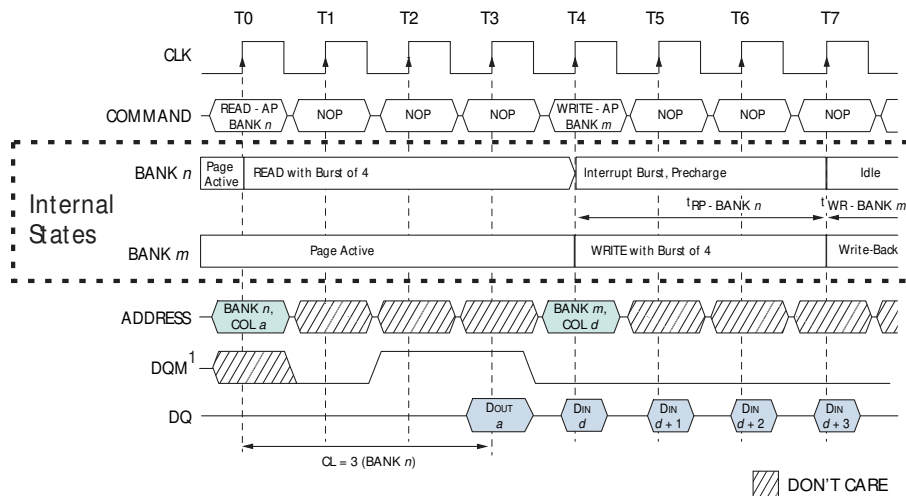 T0 T1 T2 T3 T4 T5 T6 T7
CLK
COMMAND
READ - AP BANK n
NOP
NOP
NOP
WRITE - AP BANK m
NOP
NOP
NOP
Internal States
BANK n
Page Active
READ with Burst of 4
Interrupt Burst, Precharge
Idle
tRP - BANK n
tWR - BANK m
BANK m
Page Active
WRITE with Burst of 4
Write-Back
ADDRESS
BANK n, COL a
BANK m, COL d
DQM1
DQ
DOUT a
DIN d
DIN d + 1
DIN d + 2
DIN d + 3
CL = 3 (BANK n)
DON'T CARE